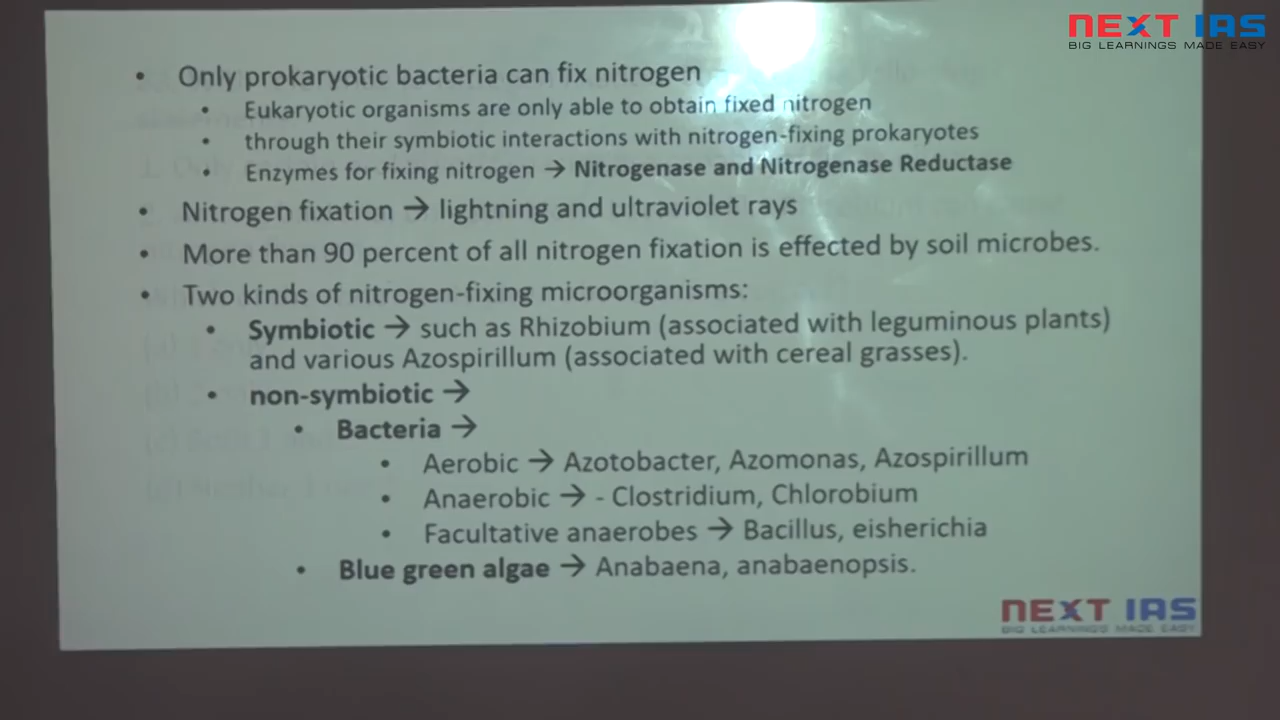 NEXT IAS
BIG LEARNINGS MADE EASY
• Only prokaryotic bacteria can fix nitrogen
• Eukaryotic organisms are only able to obtain fixed nitrogen
• through their symbiotic interactions with nitrogen-fixing prokaryotes
• Enzymes for fixing nitrogen → Nitrogenase and Nitrogenase Reductase
• Nitrogen fixation → lightning and ultraviolet rays
• More than 90 percent of all nitrogen fixation is effected by soil microbes.
• Two kinds of nitrogen-fixing microorganisms:
• Symbiotic → such as Rhizobium (associated with leguminous plants)
and various Azospirillum (associated with cereal grasses).
• non-symbiotic →
• Bacteria →
• Aerobic → Azotobacter, Azomonas, Azospirillum
• Anaerobic → - Clostridium, Chlorobium
• Facultative anaerobes → Bacillus, eisherichia
• Blue green algae → Anabaena, anabaenopsis.
NEXT IAS
BIG LEARNINGS MADE EASY